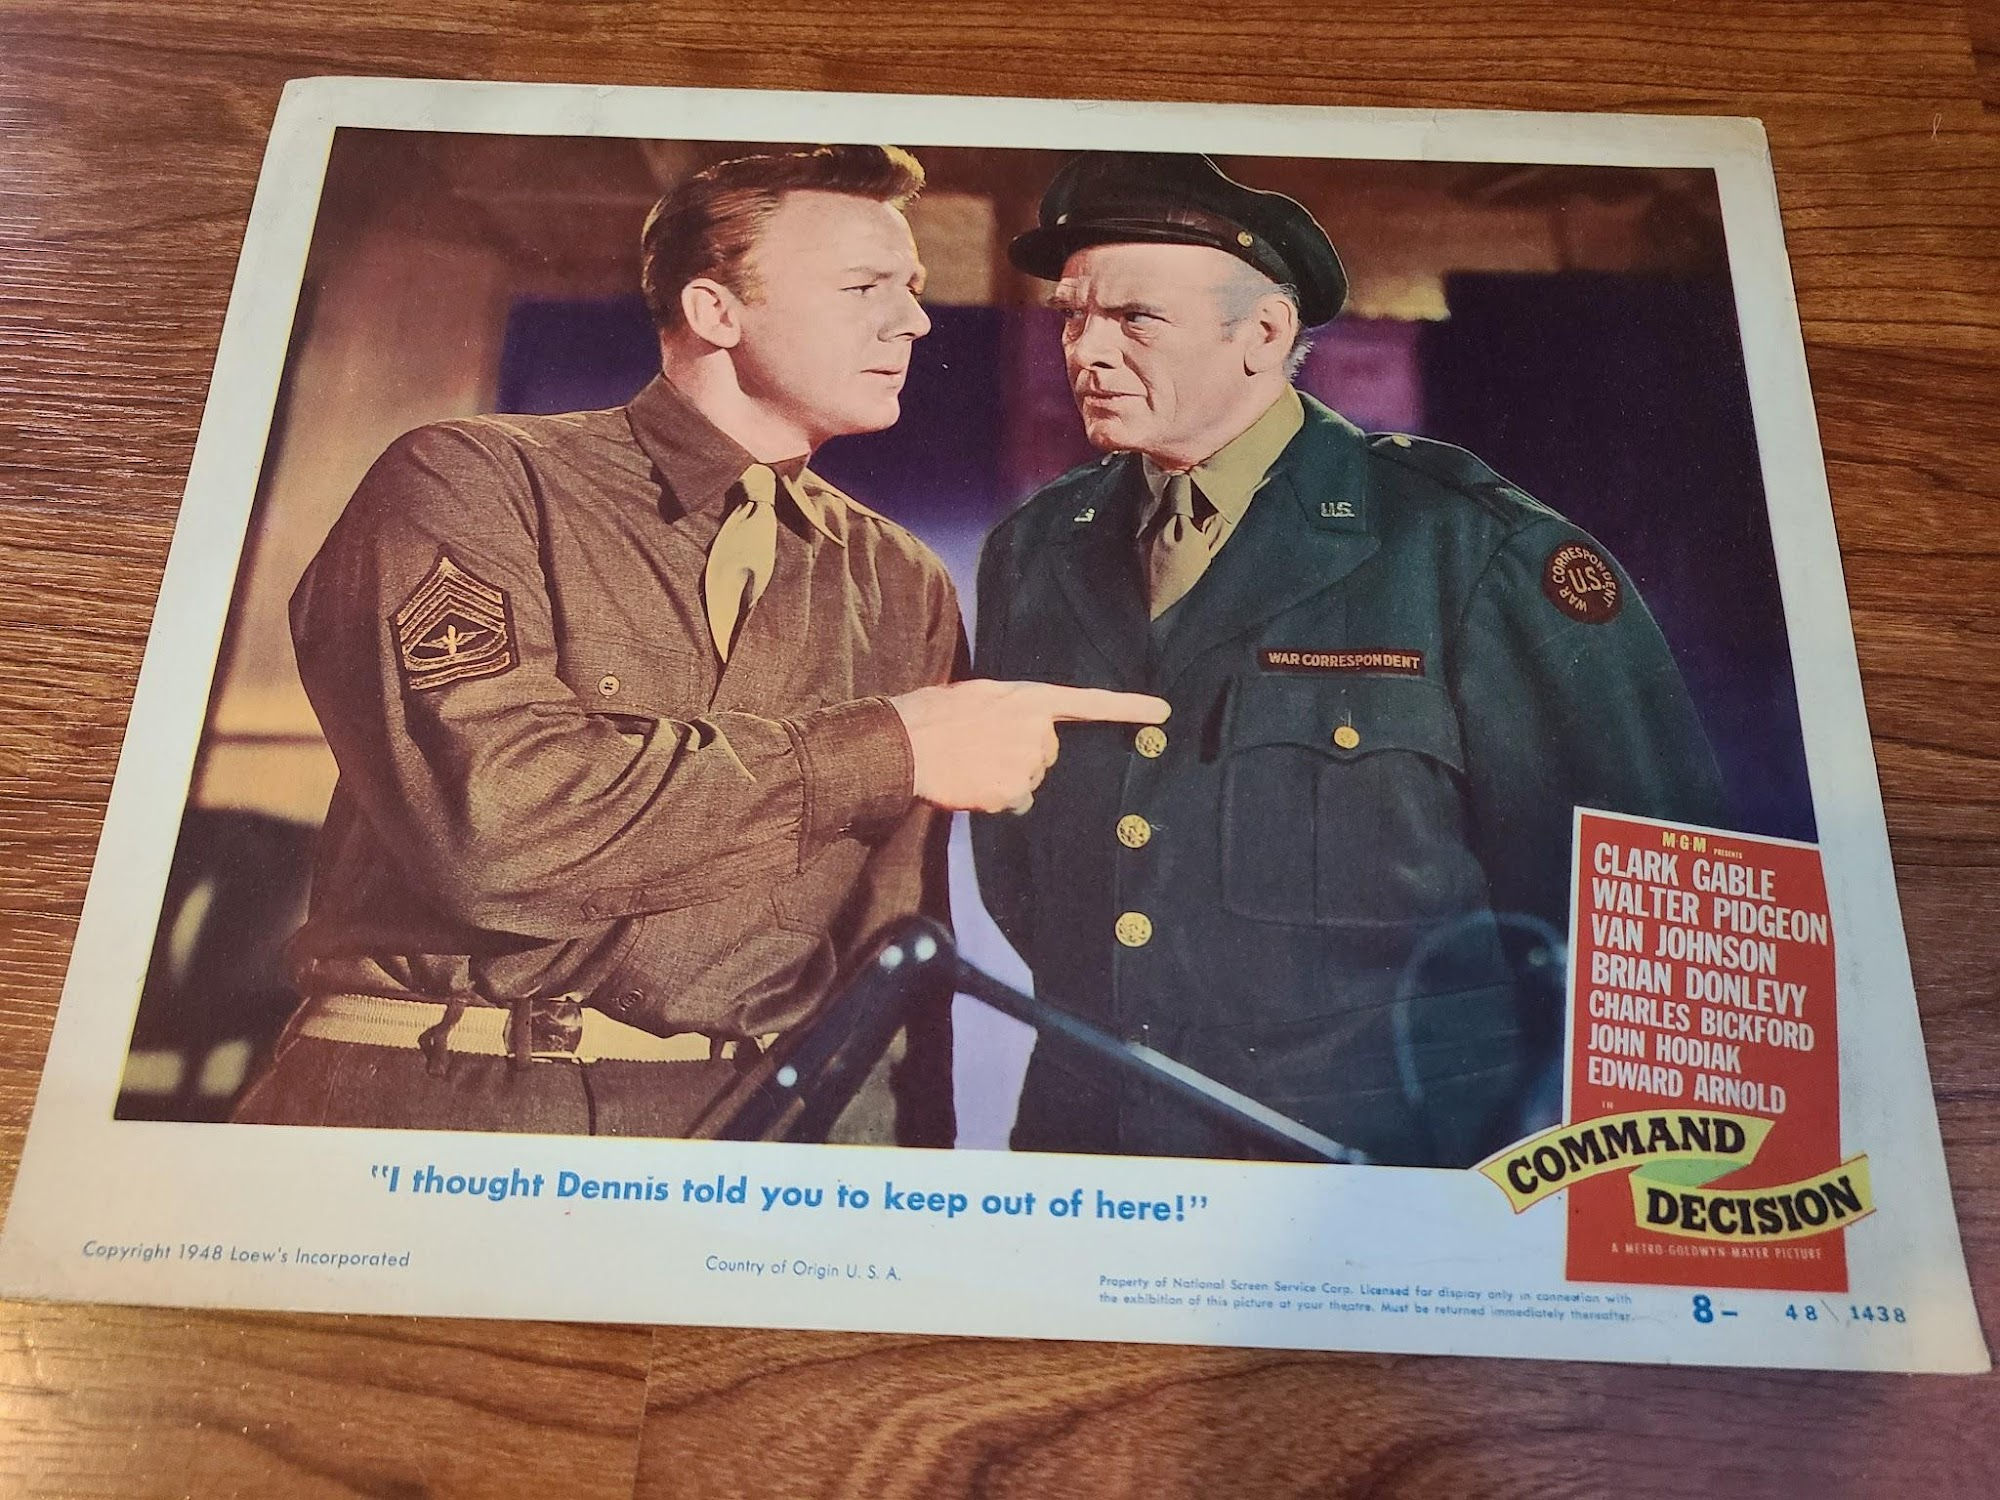 U.S.
WAR CORRESPONDENT
U.S.
WAR CORRESPONDENT
M-G-M PRESENTS
CLARK GABLE
WALTER PIDGEON
VAN JOHNSON
BRIAN DONLEVY
CHARLES BICKFORD
JOHN HODIAK
EDWARD ARNOLD
IN
COMMAND
DECISION
A METRO-GOLDWYN-MAYER PICTURE
"I thought Dennis told you to keep out of here!"
Copyright 1948 Loew's Incorporated
Country of Origin U. S. A.
Property of National Screen Service Corp. Licensed for display only in connection with
the exhibition of this picture at your theatre. Must be returned immediately thereafter.
8- 48 \ 1438